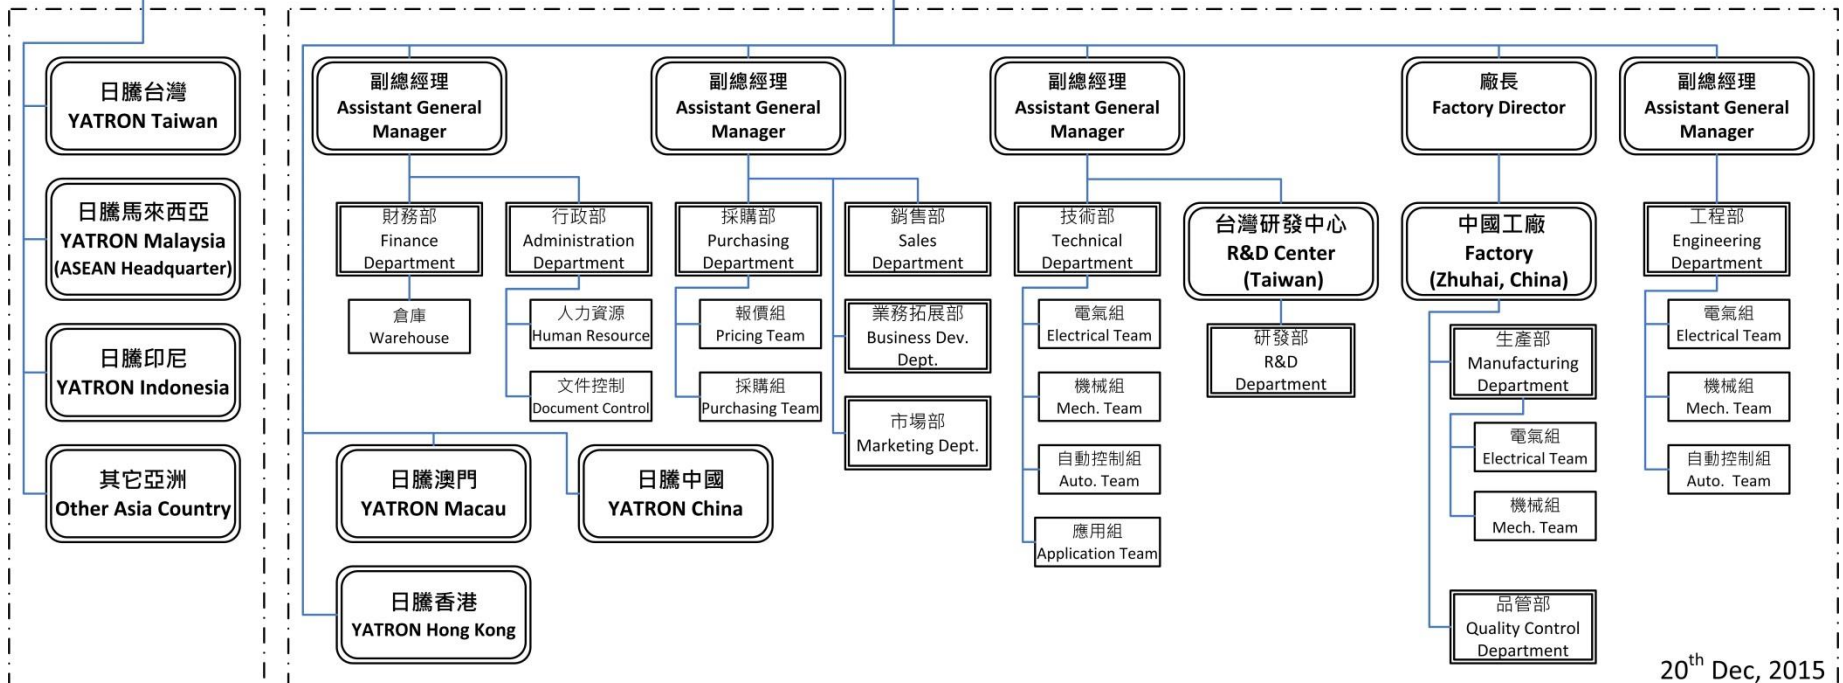 日騰台灣
YATRON Taiwan
日騰馬來西亞
YATRON Malaysia
(ASEAN Headquarter)
日騰印尼
YATRON Indonesia
其它亞洲
Other Asia Country
副總經理
Assistant General
Manager
財務部
Finance
Department
倉庫
Warehouse
行政部
Administration
Department
人力資源
Human Resource
文件控制
Document Control
副總經理
Assistant General
Manager
採購部
Purchasing
Department
報價組
Pricing Team
採購組
Purchasing Team
銷售部
Sales
Department
業務拓展部
Business Dev.
Dept.
市場部
Marketing Dept.
副總經理
Assistant General
Manager
技術部
Technical
Department
電氣組
Electrical Team
機械組
Mech. Team
自動控制組
Auto. Team
應用組
Application Team
台灣研發中心
R&D Center
(Taiwan)
研發部
R&D
Department
廠長
Factory Director
中國工廠
Factory
(Zhuhai, China)
生產部
Manufacturing
Department
電氣組
Electrical Team
機械組
Mech. Team
品管部
Quality Control
Department
副總經理
Assistant General
Manager
工程部
Engineering
Department
電氣組
Electrical Team
機械組
Mech. Team
自動控制組
Auto. Team
日騰澳門
YATRON Macau
日騰中國
YATRON China
日騰香港
YATRON Hong Kong
20th Dec, 2015